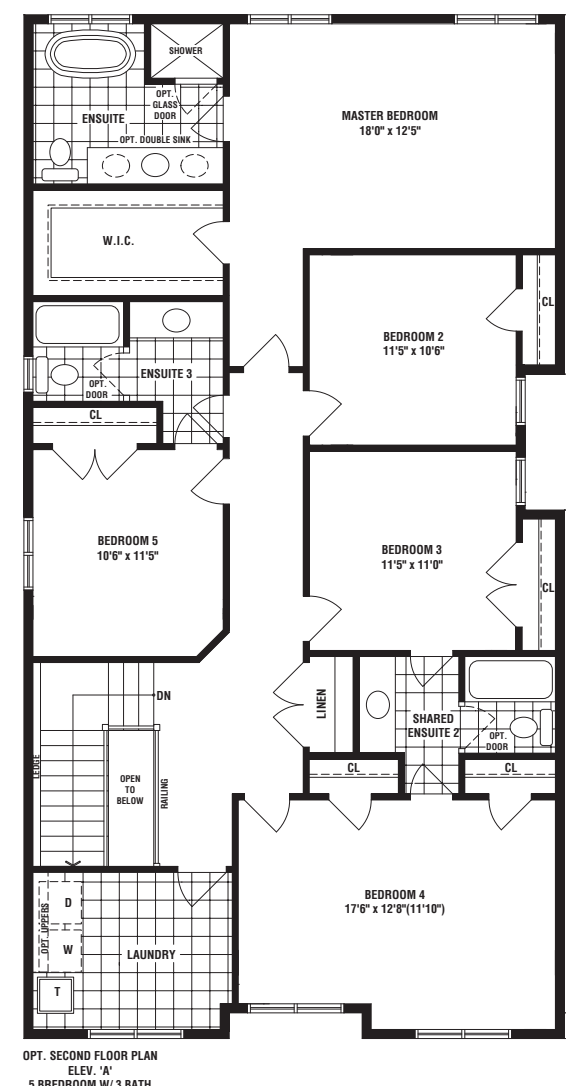 SHOWER
OPT.
GLASS
DOOR
ENSUITE
OPT. DOUBLE SINK
MASTER BEDROOM
18'0" x 12'5"
W.I.C.
CL
BEDROOM 2
11'5" x 10'6"
ENSUITE 3
OPT.
DOOR
CL
BEDROOM 5
10'6" x 11'5"
BEDROOM 3
11'5" x 11'0"
CL
DN
LINEN
SHARED
ENSUITE 2
OPT.
DOOR
LEDGE
OPEN
TO
BELOW
RAILING
CL
CL
BEDROOM 4
17'6" x 12'8"(11'10")
OPT. UPPERS
D
W
T
LAUNDRY
OPT. SECOND FLOOR PLAN
ELEV. 'A'
5 BREDROOM W/ 3 BATH